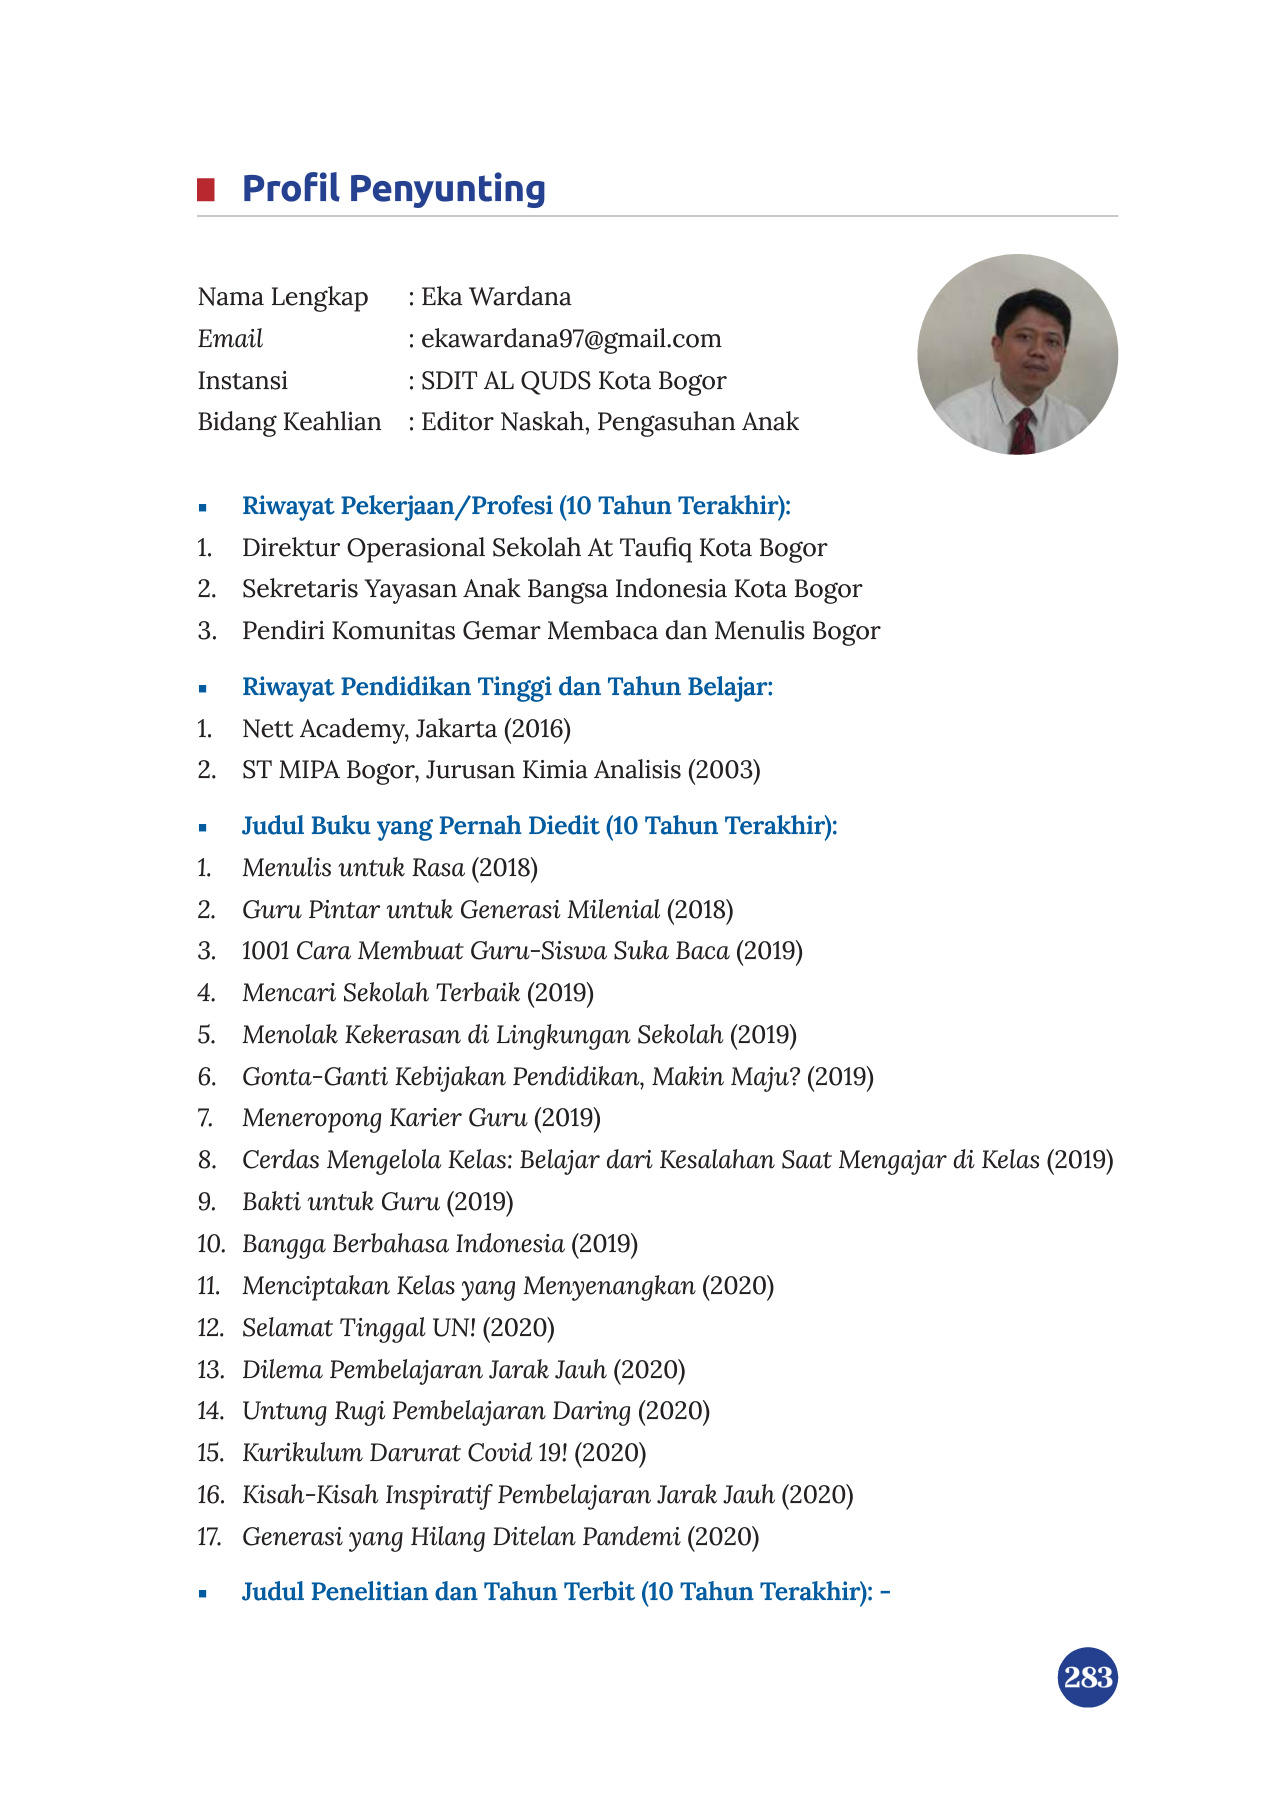 Profil Penyunting
Nama Lengkap : Eka Wardana
Email : ekawardana97@gmail.com
Instansi : SDIT AL QUDS Kota Bogor
Bidang Keahlian : Editor Naskah, Pengasuhan Anak
▪ Riwayat Pekerjaan/Profesi (10 Tahun Terakhir):
1. Direktur Operasional Sekolah At Taufiq Kota Bogor
2. Sekretaris Yayasan Anak Bangsa Indonesia Kota Bogor
3. Pendiri Komunitas Gemar Membaca dan Menulis Bogor
▪ Riwayat Pendidikan Tinggi dan Tahun Belajar:
1. Nett Academy, Jakarta (2016)
2. ST MIPA Bogor, Jurusan Kimia Analisis (2003)
▪ Judul Buku yang Pernah Diedit (10 Tahun Terakhir):
1. Menulis untuk Rasa (2018)
2. Guru Pintar untuk Generasi Milenial (2018)
3. 1001 Cara Membuat Guru-Siswa Suka Baca (2019)
4. Mencari Sekolah Terbaik (2019)
5. Menolak Kekerasan di Lingkungan Sekolah (2019)
6. Gonta-Ganti Kebijakan Pendidikan, Makin Maju? (2019)
7. Meneropong Karier Guru (2019)
8. Cerdas Mengelola Kelas: Belajar dari Kesalahan Saat Mengajar di Kelas (2019)
9. Bakti untuk Guru (2019)
10. Bangga Berbahasa Indonesia (2019)
11. Menciptakan Kelas yang Menyenangkan (2020)
12. Selamat Tinggal UN! (2020)
13. Dilema Pembelajaran Jarak Jauh (2020)
14. Untung Rugi Pembelajaran Daring (2020)
15. Kurikulum Darurat Covid 19! (2020)
16. Kisah-Kisah Inspiratif Pembelajaran Jarak Jauh (2020)
17. Generasi yang Hilang Ditelan Pandemi (2020)
▪ Judul Penelitian dan Tahun Terbit (10 Tahun Terakhir): -
283